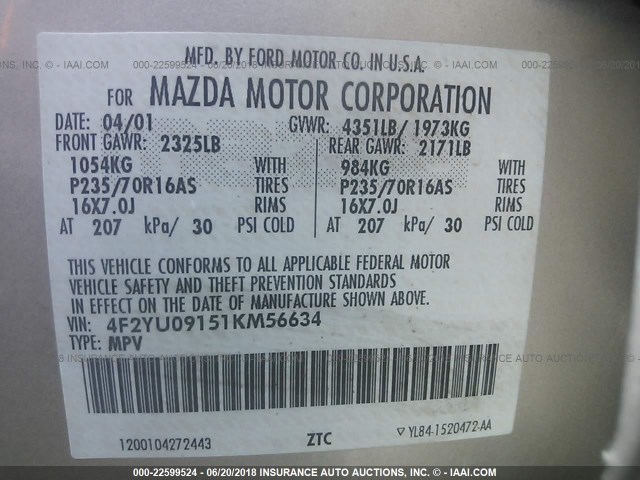 MFD. BY FORD MOTOR CO. IN U.S.A.
FOR MAZDA MOTOR CORPORATION
DATE: 04/01 GVWR: 4351LB/ 1973KG
FRONT GAWR: 2325LB REAR GAWR: 2171LB
1054KG WITH 984KG WITH
P235/70R16AS TIRES P235/70R16AS TIRES
16X7.0J RIMS 16X7.0J RIMS
AT 207 kPa/ 30 PSI COLD AT 207 kPa/ 30 PSI COLD
THIS VEHICLE CONFORMS TO ALL APPLICABLE FEDERAL MOTOR
VEHICLE SAFETY AND THEFT PREVENTION STANDARDS
IN EFFECT ON THE DATE OF MANUFACTURE SHOWN ABOVE.
VIN: 4F2YU09151KM56634
TYPE: MPV
1200104272443 ZTC ▽ YL84-1520472-AA
000-22599524 - 06/20/2018 INSURANCE AUTO AUCTIONS, INC. - © IAAI.COM